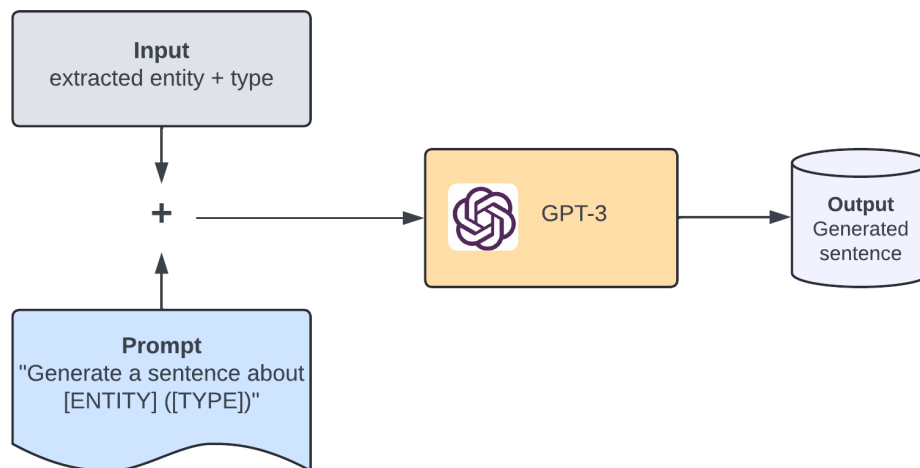 Input
extracted entity + type
+
GPT-3
Output
Generated
sentence
Prompt
"Generate a sentence about
[ENTITY] ([TYPE])"